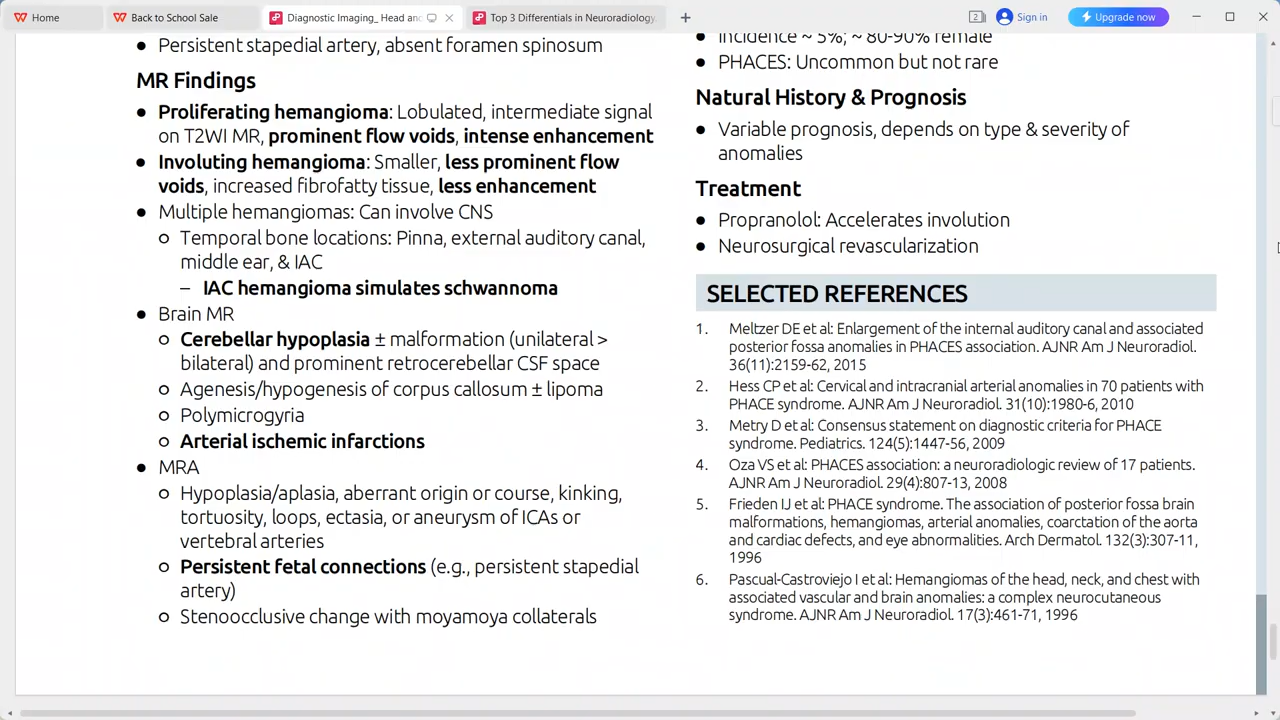 Home
Back to School Sale
Diagnostic Imaging_ Head an
Top 3 Differentials in Neuroradiology.
2
Sign in
Upgrade now
● Persistent stapedial artery, absent foramen spinosum
MR Findings
● Proliferating hemangioma: Lobulated, intermediate signal
on T2WI MR, prominent flow voids, intense enhancement
● Involuting hemangioma: Smaller, less prominent flow
voids, increased fibrofatty tissue, less enhancement
● Multiple hemangiomas: Can involve CNS
○ Temporal bone locations: Pinna, external auditory canal,
middle ear, & IAC
– IAC hemangioma simulates schwannoma
● Brain MR
○ Cerebellar hypoplasia ± malformation (unilateral >
bilateral) and prominent retrocerebellar CSF space
○ Agenesis/hypogenesis of corpus callosum ± lipoma
○ Polymicrogyria
○ Arterial ischemic infarctions
● MRA
○ Hypoplasia/aplasia, aberrant origin or course, kinking,
tortuosity, loops, ectasia, or aneurysm of ICAs or
vertebral arteries
○ Persistent fetal connections (e.g., persistent stapedial
artery)
○ Stenoocclusive change with moyamoya collaterals
● Incidence ~ 5%; ~ 80-90% female
● PHACES: Uncommon but not rare
Natural History & Prognosis
● Variable prognosis, depends on type & severity of
anomalies
Treatment
● Propranolol: Accelerates involution
● Neurosurgical revascularization
SELECTED REFERENCES
1. Meltzer DE et al: Enlargement of the internal auditory canal and associated
posterior fossa anomalies in PHACES association. AJNR Am J Neuroradiol.
36(11):2159-62, 2015
2. Hess CP et al: Cervical and intracranial arterial anomalies in 70 patients with
PHACE syndrome. AJNR Am J Neuroradiol. 31(10):1980-6, 2010
3. Metry D et al: Consensus statement on diagnostic criteria for PHACE
syndrome. Pediatrics. 124(5):1447-56, 2009
4. Oza VS et al: PHACES association: a neuroradiologic review of 17 patients.
AJNR Am J Neuroradiol. 29(4):807-13, 2008
5. Frieden IJ et al: PHACE syndrome. The association of posterior fossa brain
malformations, hemangiomas, arterial anomalies, coarctation of the aorta
and cardiac defects, and eye abnormalities. Arch Dermatol. 132(3):307-11,
1996
6. Pascual-Castroviejo I et al: Hemangiomas of the head, neck, and chest with
associated vascular and brain anomalies: a complex neurocutaneous
syndrome. AJNR Am J Neuroradiol. 17(3):461-71, 1996